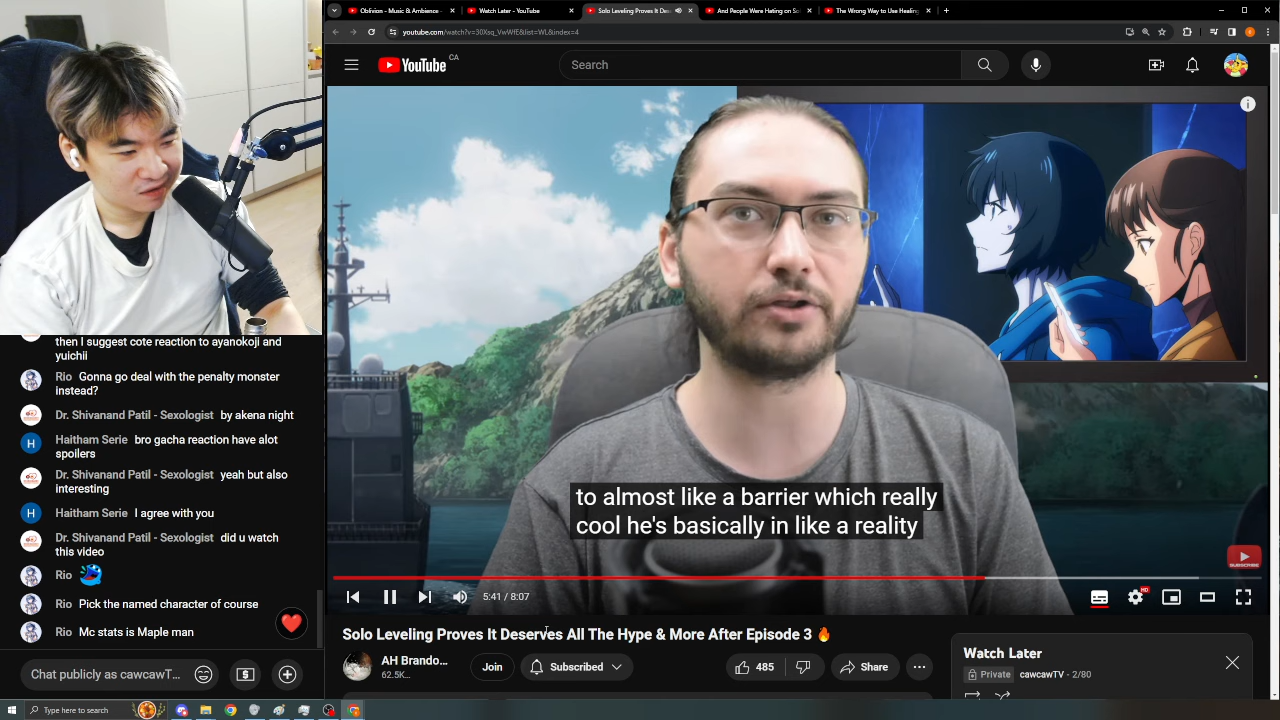 Oblivion - Music & Ambience -
Watch Later - YouTube
Solo Leveling Proves It Des
And People Were Hating on So
The Wrong Way to Use Healing
youtube.com/watch?v=30Xsq_VwWfE&list=WL&index=4
YouTube CA
Search
to almost like a barrier which really
cool he's basically in like a reality
SUBSCRIBE
5:41 / 8:07
HD
Solo Leveling Proves It Deserves All The Hype & More After Episode 3 🔥
AH Brando...
62.5K...
Join
Subscribed
485
Share
Watch Later
Private cawcawTV - 2/80
then I suggest cote reaction to ayanokoji and
yuichii
Rio Gonna go deal with the penalty monster
instead?
Dr. Shivanand Patil - Sexologist by akena night
H
Haitham Serie bro gacha reaction have alot
spoilers
Dr. Shivanand Patil - Sexologist yeah but also
interesting
H
Haitham Serie I agree with you
Dr. Shivanand Patil - Sexologist did u watch
this video
Rio
Rio Pick the named character of course
Rio Mc stats is Maple man
Chat publicly as cawcawT...
Type here to search